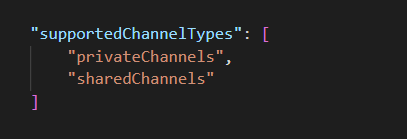 "supportedChannelTypes": [
    "privateChannels",
    "sharedChannels"
]